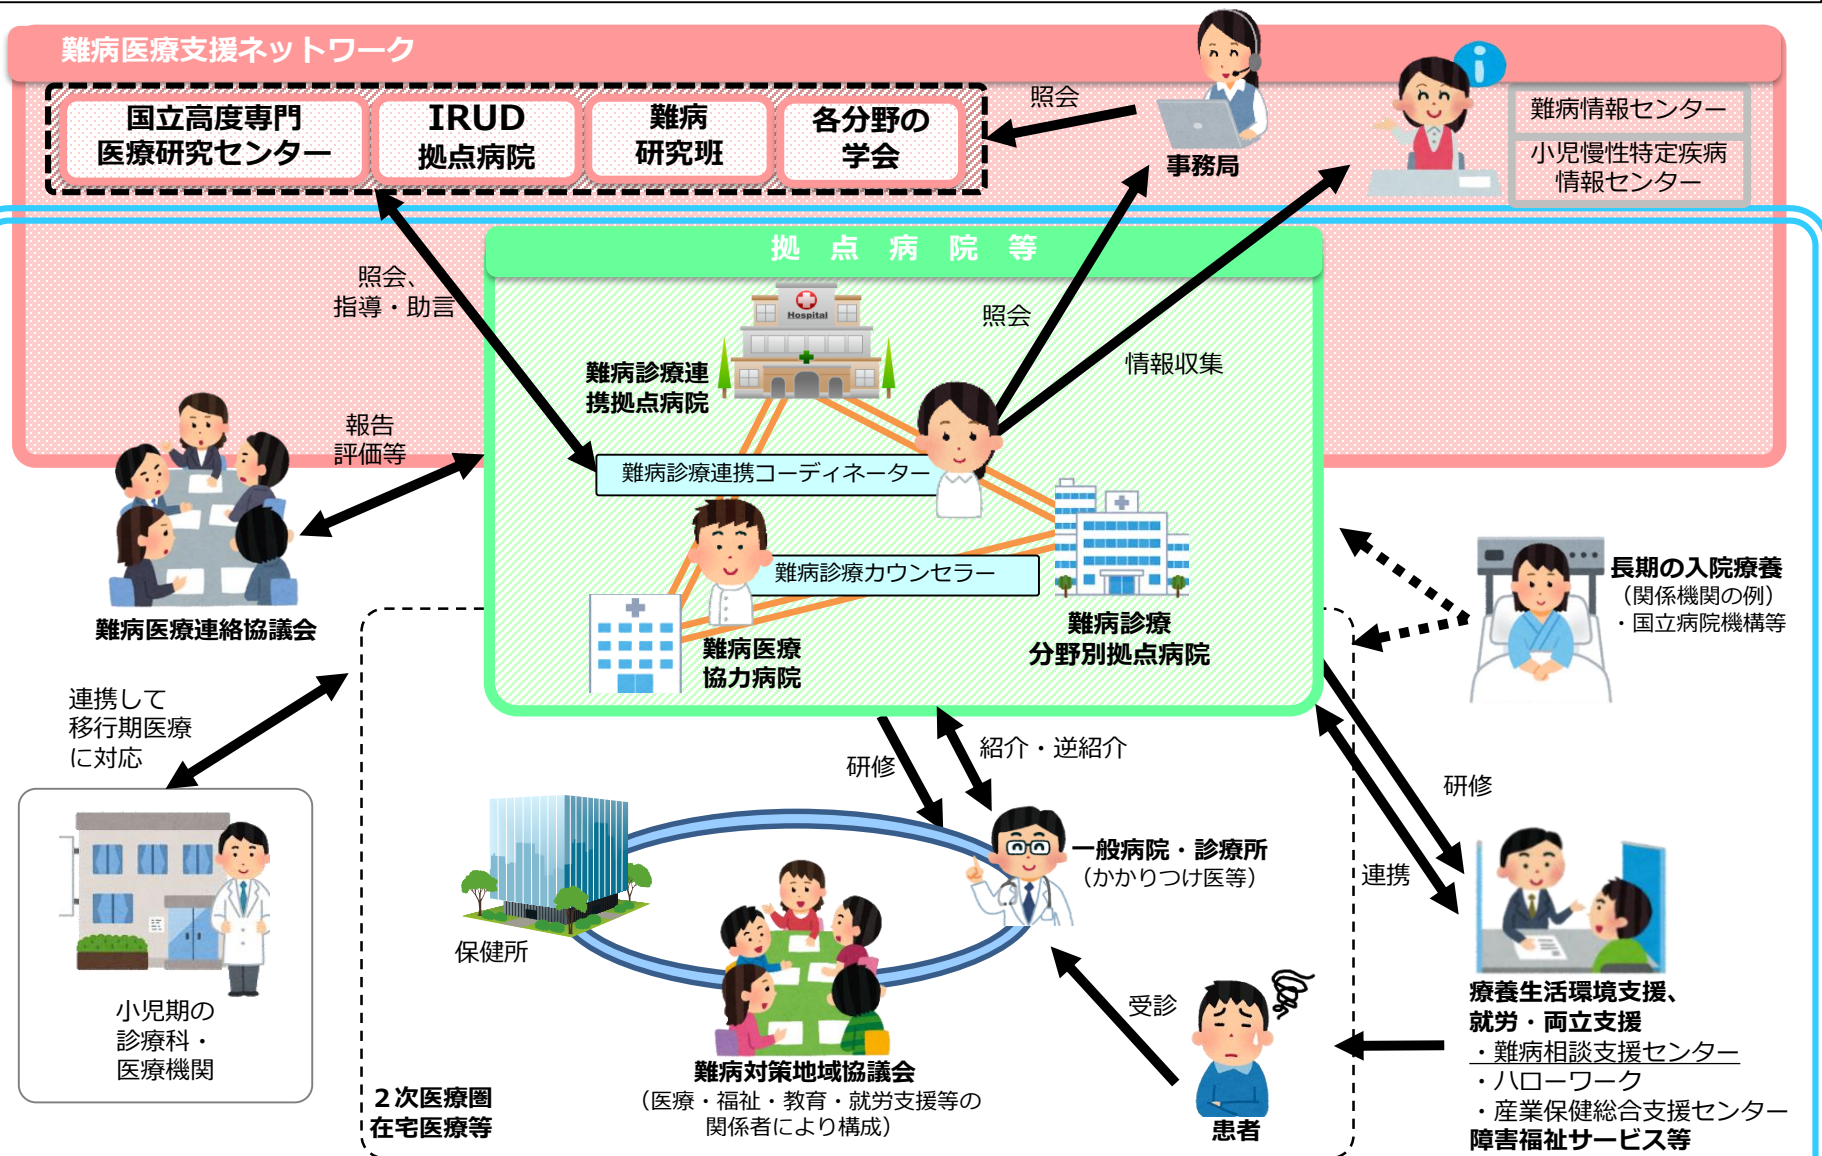 難病医療支援ネットワーク
国立高度専門
医療研究センター
IRUD
拠点病院
難病
研究班
各分野の
学会
照会
事務局
難病情報センター
小児慢性特定疾病
情報センター
拠点病院等
照会、
指導・助言
Hospital
照会
情報収集
難病診療連
携拠点病院
報告
評価等
難病診療連携コーディネーター
難病診療カウンセラー
難病医療連絡協議会
難病医療
協力病院
難病診療
分野別拠点病院
長期の入院療養
（関係機関の例）
・国立病院機構等
連携して
移行期医療
に対応
研修
紹介・逆紹介
研修
連携
一般病院・診療所
（かかりつけ医等）
保健所
小児期の
診療科・
医療機関
受診
難病対策地域協議会
（医療・福祉・教育・就労支援等の
関係者により構成）
２次医療圏
在宅医療等
患者
療養生活環境支援、
就労・両立支援
・難病相談支援センター
・ハローワーク
・産業保健総合支援センター
障害福祉サービス等